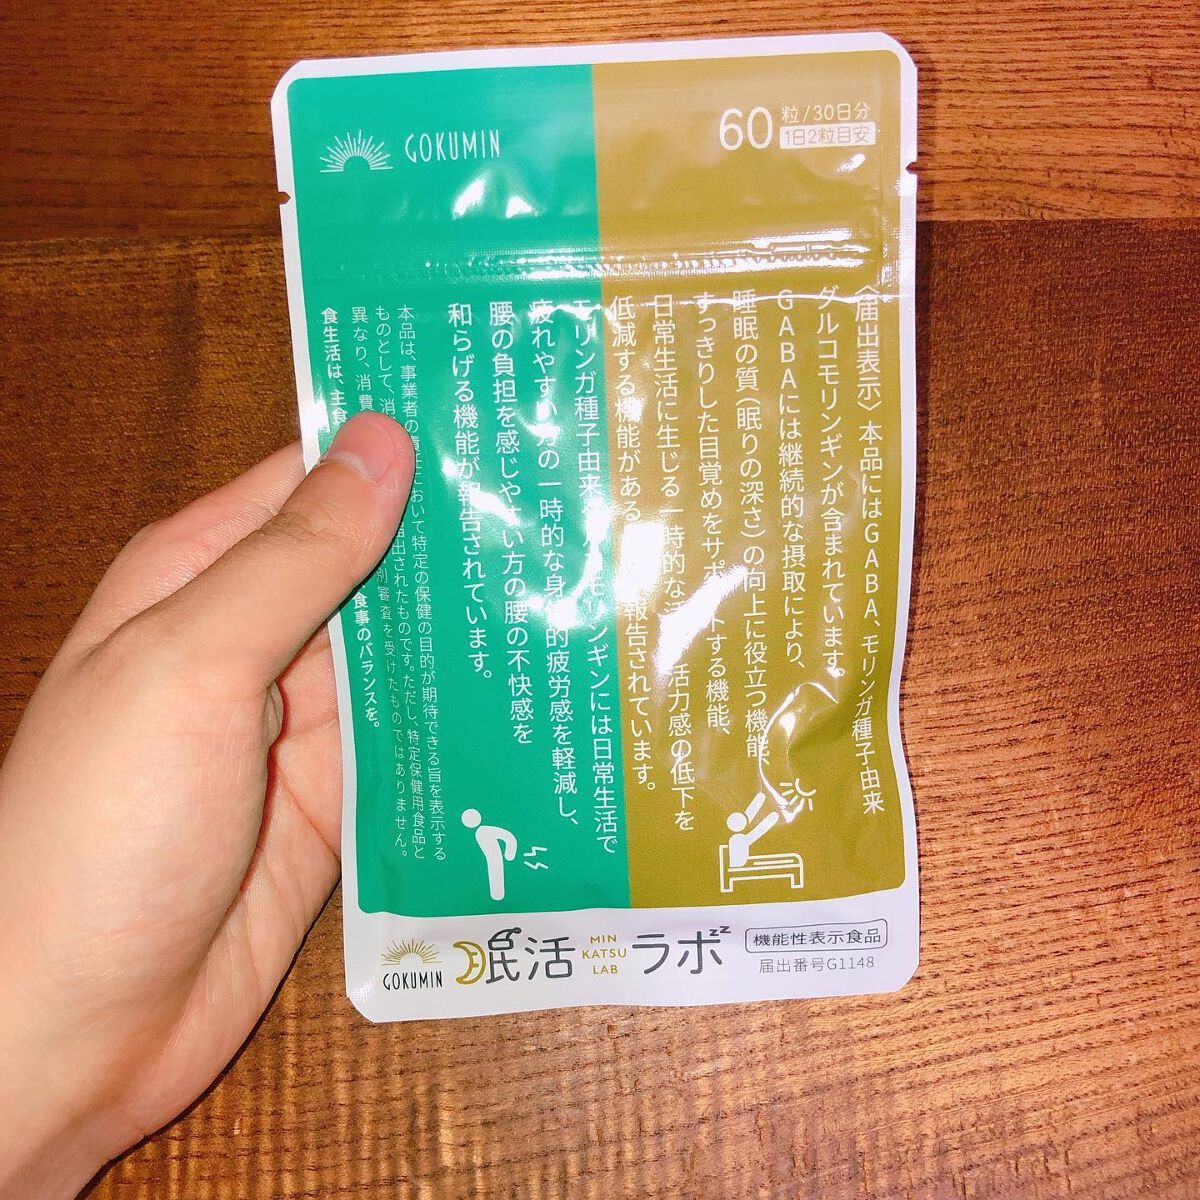 GOKUMIN
60粒/30日分
1日2粒目安
〈届出表示〉本品にはGABA、モリンガ種子由来
グルコモリンギンが含まれています。
GABAには継続的な摂取により、
睡眠の質(眠りの深さ)の向上に役立つ機能、
すっきりした目覚めをサポートする機能、
日常生活に生じる一時的な活力感の低下を
低減する機能がある 報告されています。
モリンガ種子由来 モリンギンには日常生活で
疲れやすい方の一時的な身 的疲労感を軽減し、
腰の負担を感じやすい方の腰の不快感を
和らげる機能が報告されています。
本品は、事業者の責任において特定の保健の目的が期待できる旨を表示する
ものとして、消 届出されたものです。ただし、特定保健用食品と
異なり、消費 別審査を受けたものではありません。
食生活は、主食 食事のバランスを。
GOKUMIN
眠活
MIN
KATSU
LAB
ラボzz
機能性表示食品
届出番号G1148